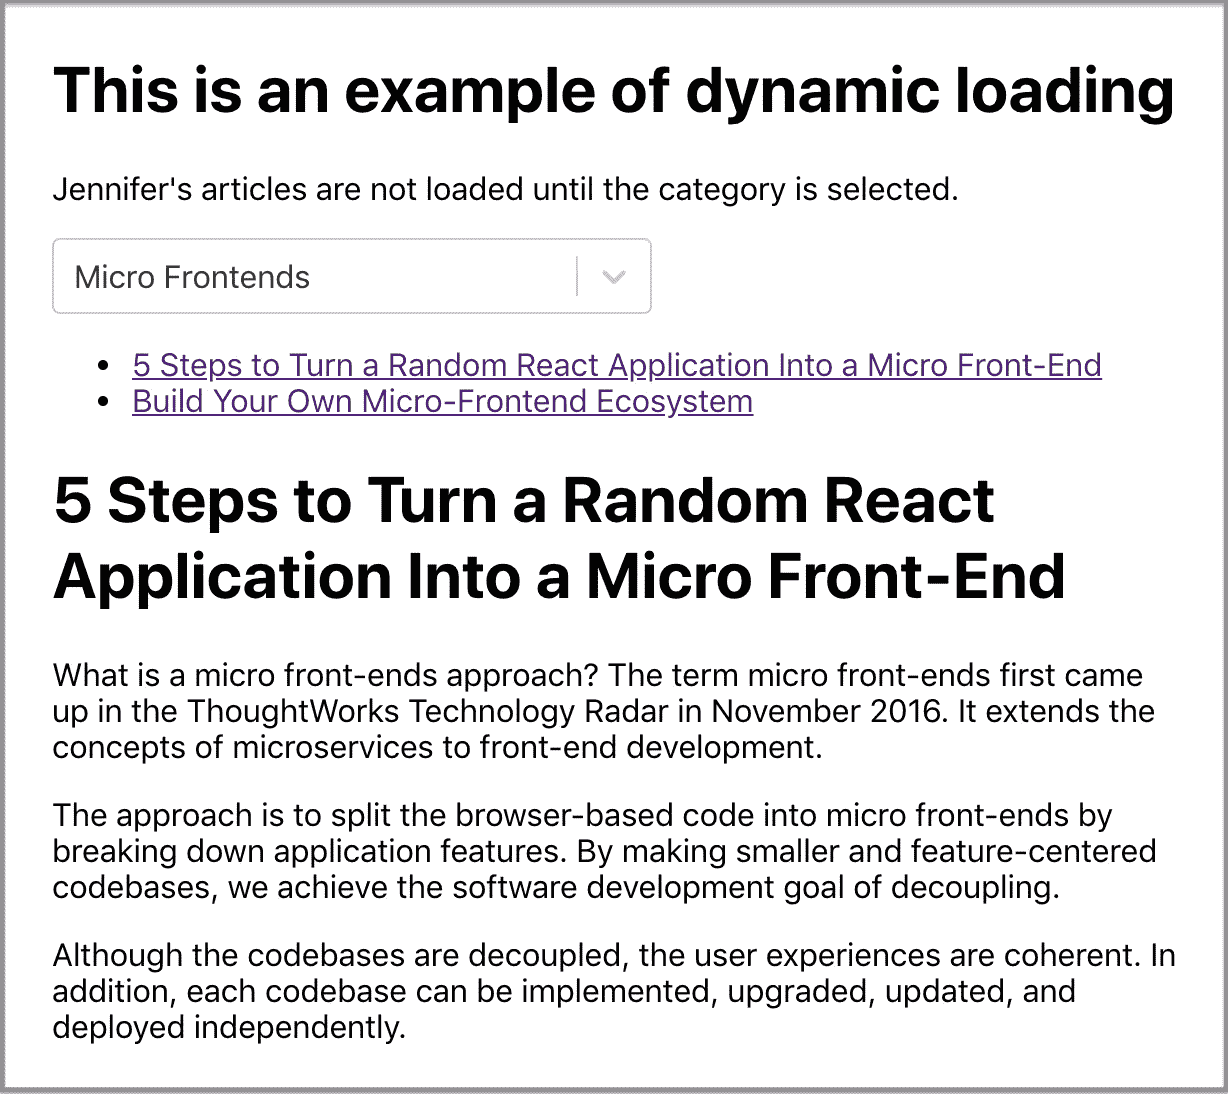 This is an example of dynamic loading
Jennifer's articles are not loaded until the category is selected.
Micro Frontends
• 5 Steps to Turn a Random React Application Into a Micro Front-End
• Build Your Own Micro-Frontend Ecosystem
5 Steps to Turn a Random React
Application Into a Micro Front-End
What is a micro front-ends approach? The term micro front-ends first came
up in the ThoughtWorks Technology Radar in November 2016. It extends the
concepts of microservices to front-end development.
The approach is to split the browser-based code into micro front-ends by
breaking down application features. By making smaller and feature-centered
codebases, we achieve the software development goal of decoupling.
Although the codebases are decoupled, the user experiences are coherent. In
addition, each codebase can be implemented, upgraded, updated, and
deployed independently.